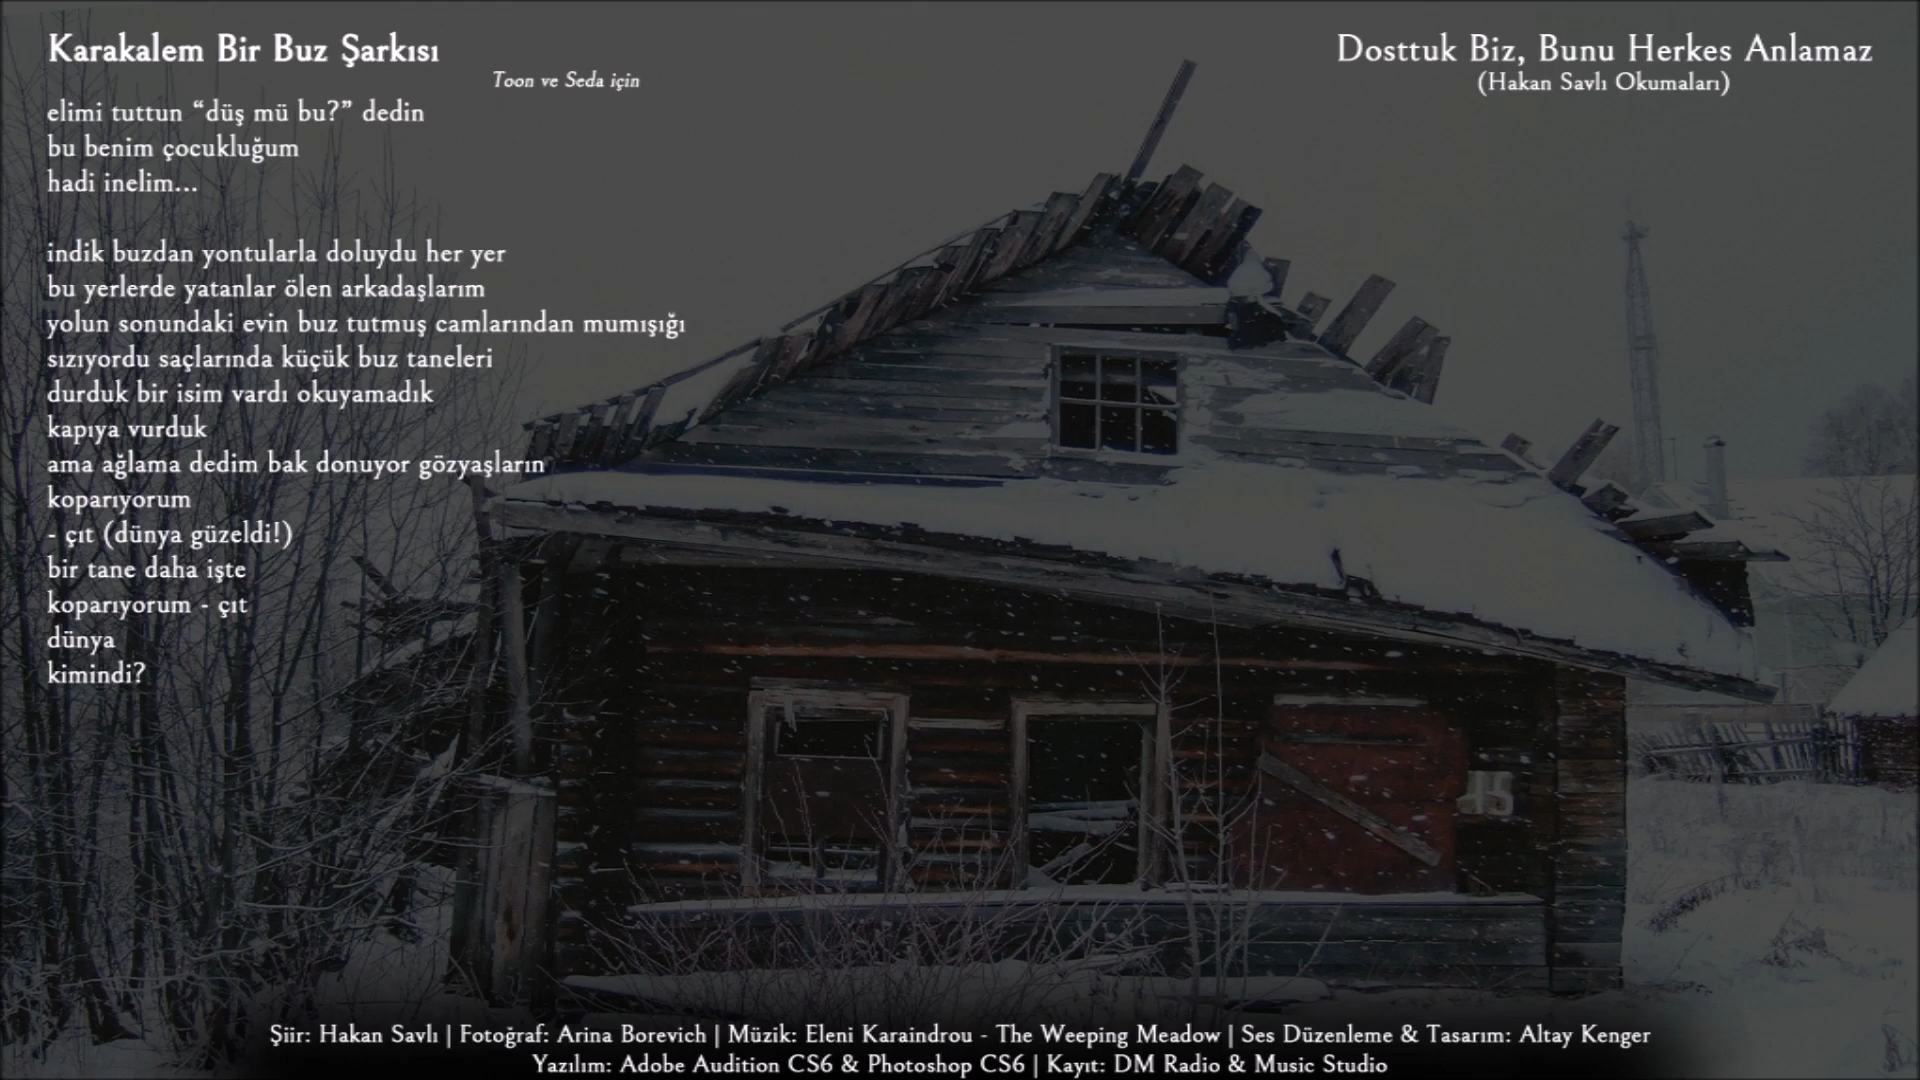 Karakalem Bir Buz Şarkısı
Toon ve Seda için
elimi tuttun “düş mü bu?” dedin
bu benim çocukluğum
hadi inelim...
indik buzdan yontularla doluydu her yer
bu yerlerde yatanlar ölen arkadaşlarım
yolun sonundaki evin buz tutmuş camlarından mumışığı
sızıyordu saçlarında küçük buz taneleri
durduk bir isim vardı okuyamadık
kapıya vurduk
ama ağlama dedim bak donuyor gözyaşların
koparıyorum
- çıt (dünya güzeldi!)
bir tane daha işte
koparıyorum - çıt
dünya
kimindi?
Dosttuk Biz, Bunu Herkes Anlamaz
(Hakan Savlı Okumaları)
15
Şiir: Hakan Savlı | Fotoğraf: Arina Borevich | Müzik: Eleni Karaindrou - The Weeping Meadow | Ses Düzenleme & Tasarım: Altay Kenger
Yazılım: Adobe Audition CS6 & Photoshop CS6 | Kayıt: DM Radio & Music Studio